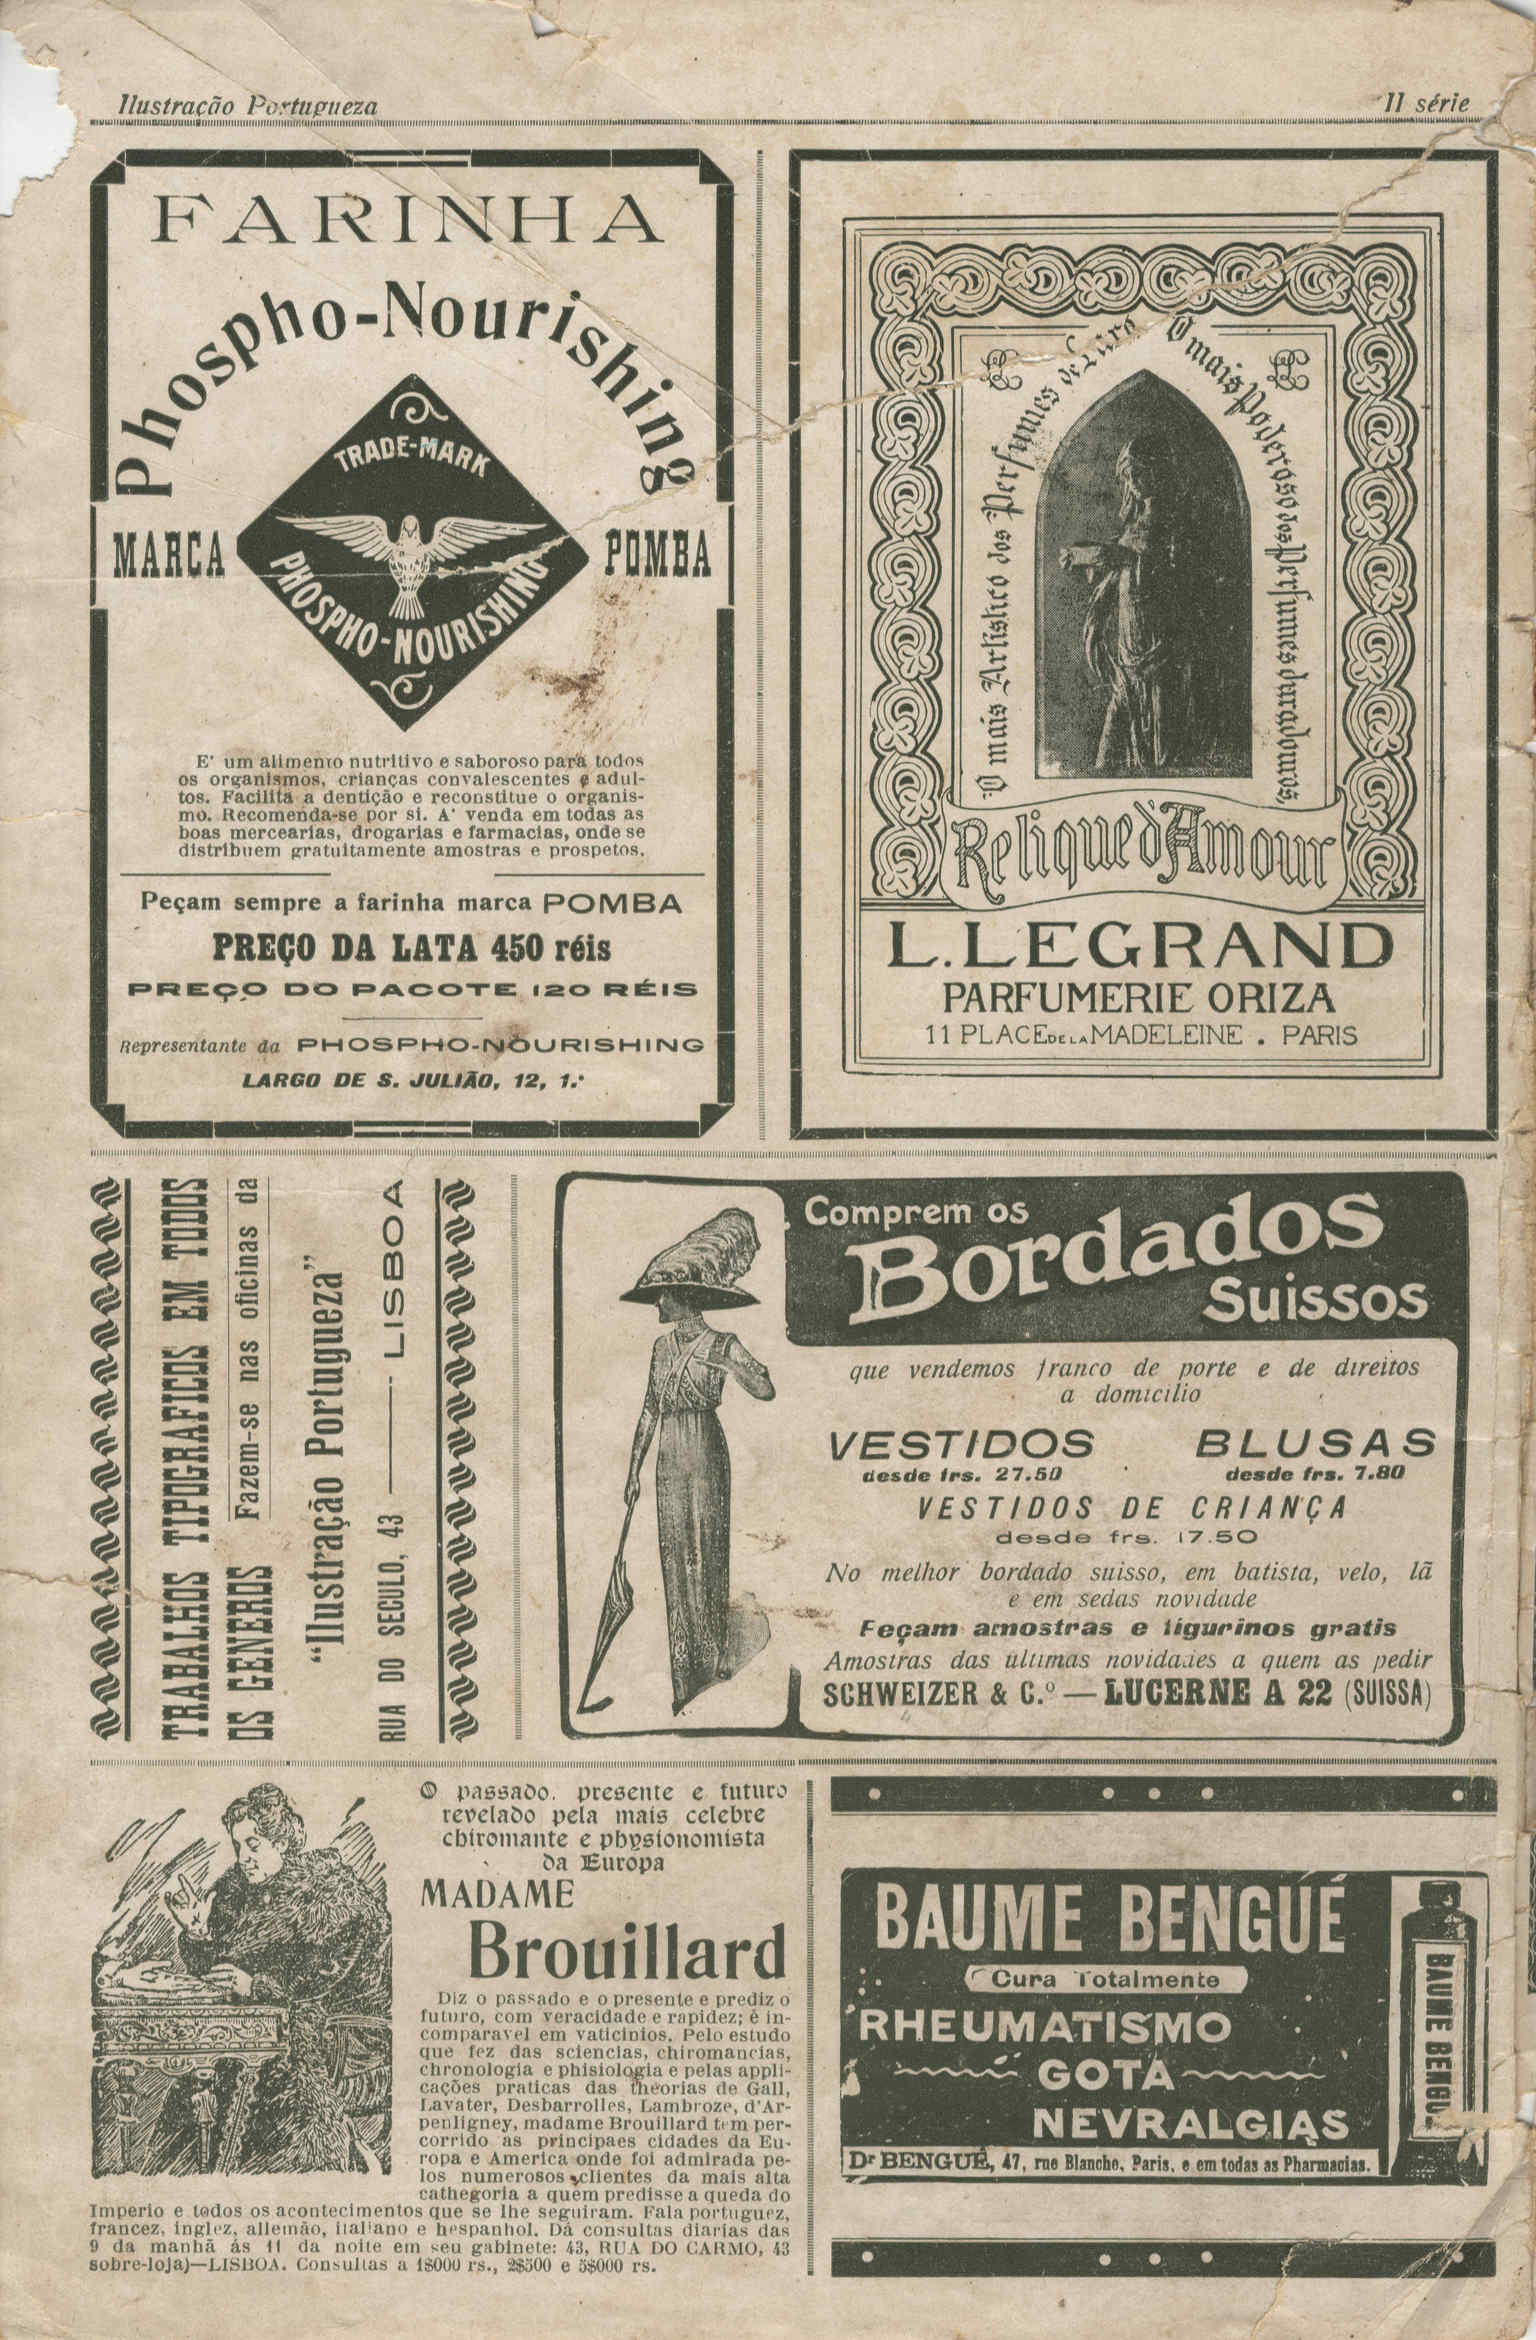 Ilustração Portugueza
II série
FARINHA
Phospho-Nourishing
TRADE-MARK
PHOSPHO-NOURISHING
MARCA
POMBA
E' um alimento nutritivo e saboroso para todos
os organismos, crianças convalescentes e adul-
tos. Facilita a dentição e reconstitue o organis-
mo. Recomenda-se por si. A' venda em todas as
boas mercearias, drogarias e farmacias, onde se
distribuem gratuitamente amostras e prospetos.
Peçam sempre a farinha marca POMBA
PREÇO DA LATA 450 réis
PREÇO DO PACOTE 120 RÉIS
Representante da PHOSPHO-NOURISHING
LARGO DE S. JULIÃO, 12, 1.º
O mais Artistico dos Perfumes de Luxo
O mais Poderoso dos Perfumes duradouros,
Relique d'Amour
L. LEGRAND
PARFUMERIE ORIZA
11 PLACE DE LA MADELEINE . PARIS
TRABALHOS TIPOGRAFICOS EM TODOS
OS GENEROS Fazem-se nas oficinas da
"Ilustração Portugueza"
RUA DO SECULO, 43 — LISBOA
Comprem os
Bordados
Suissos
que vendemos franco de porte e de direitos
a domicilio
VESTIDOS BLUSAS
desde frs. 27.50 desde frs. 7.80
VESTIDOS DE CRIANÇA
desde frs. 17.50
No melhor bordado suisso, em batista, velo, lã
e em sedas novidade
Peçam amostras e figurinos gratis
Amostras das ultimas novidades a quem as pedir
SCHWEIZER & C.º — LUCERNE A 22 (SUISSA)
O passado, presente e futuro
revelado pela mais celebre
chiromante e physionomista
da Europa
MADAME
Brouillard
Diz o passado e o presente e prediz o
futuro, com veracidade e rapidez; é in-
comparavel em vaticinios. Pelo estudo
que fez das sciencias, chiromancias,
chronologia e phisiologia e pelas appli-
cações praticas das theorias de Gall,
Lavater, Desbarrolles, Lambroze, d'Ar-
penligney, madame Brouillard tem per-
corrido as principaes cidades da Eu-
ropa e America onde foi admirada pe-
los numerosos clientes da mais alta
cathegoria a quem predisse a queda do
Imperio e todos os acontecimentos que se lhe seguiram. Fala portuguez,
francez, inglez, allemão, italiano e hespanhol. Dá consultas diarias das
9 da manhã ás 11 da noite em seu gabinete: 43, RUA DO CARMO, 43
sobre-loja)—LISBOA. Consultas a 1$000 rs., 2$500 e 5$000 rs.
BAUME BENGUÉ
Cura Totalmente
RHEUMATISMO
GOTA
NEVRALGIAS
Dr BENGUÉ, 47, rue Blanche, Paris, e em todas as Pharmacias.
BAUME BENGUÉ